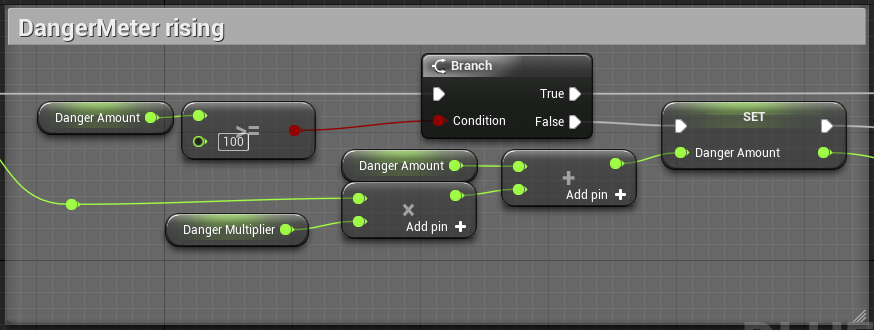 DangerMeter rising
Branch
True
Danger Amount
>=
100
Condition
False
SET
Danger Amount
Danger Amount
+
Add pin +
Danger Multiplier
×
Add pin +